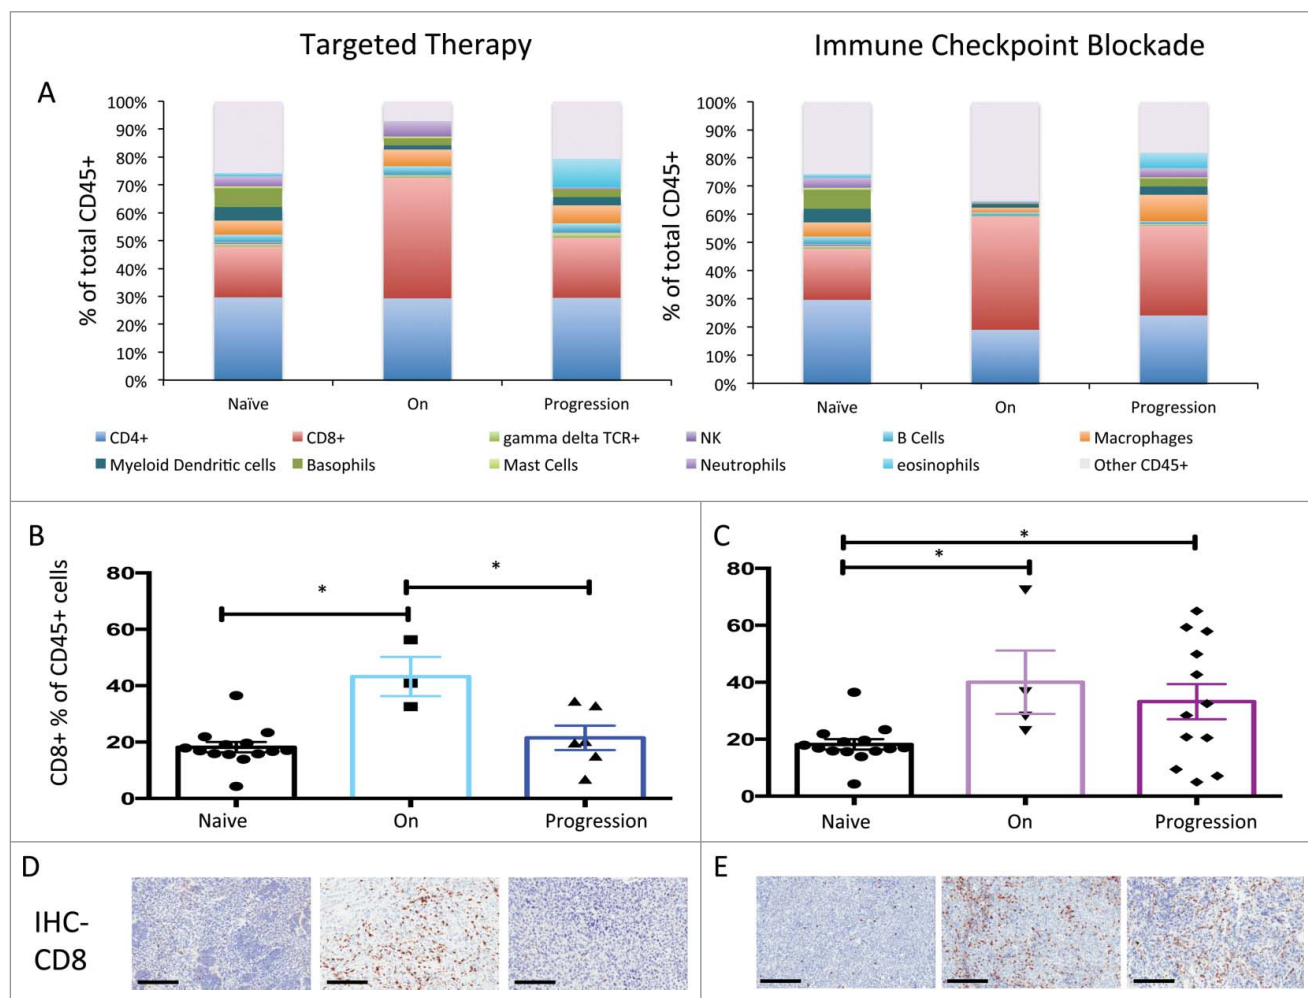 Targeted Therapy
Immune Checkpoint Blockade
A
% of total CD45+
100%
90%
80%
70%
60%
50%
40%
30%
20%
10%
0%
Naïve On Progression
% of total CD45+
100%
90%
80%
70%
60%
50%
40%
30%
20%
10%
0%
Naïve On Progression
CD4+ CD8+ gamma delta TCR+ NK B Cells Macrophages
Myeloid Dendritic cells Basophils Mast Cells Neutrophils eosinophils Other CD45+
B
CD8+ % of CD45+ cells
80
60
40
20
0
* *
Naive On Progression
C
80
60
40
20
0
*
*
Naive On Progression
D
IHC-
CD8
E